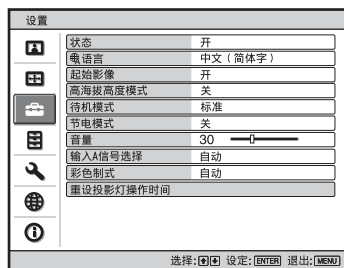 设置
状态 开
语言 中文（简体字）
起始影像 开
高海拔高度模式 关
待机模式 标准
节电模式 关
音量 30
输入A信号选择 自动
彩色制式 自动
重设投影灯操作时间
选择: 设定:ENTER 退出:MENU